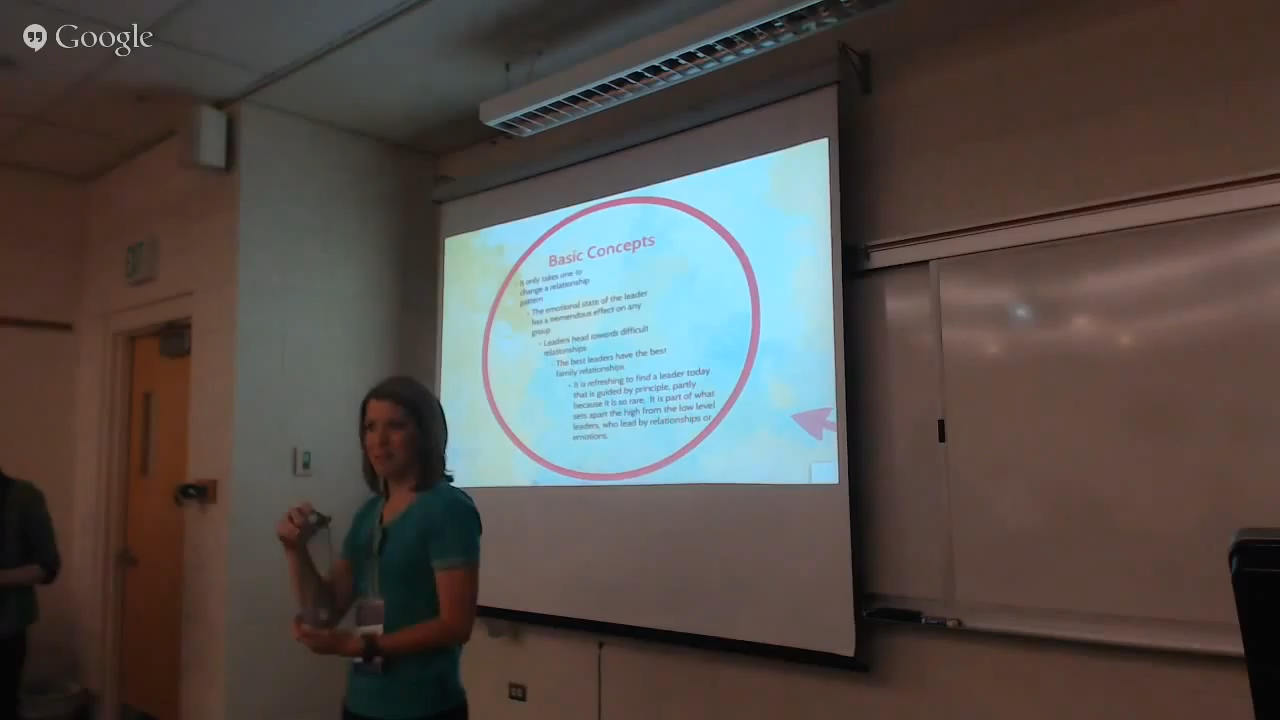 Google
Basic Concepts
It only takes one to
change a relationship
pattern
The emotional state of the leader
has a tremendous effect on any
group
Leaders head towards difficult
relationships
The best leaders have the best
family relationships
It is refreshing to find a leader today
that is guided by principle, partly
because it is so rare. It is part of what
sets apart the high from the low level
leaders, who lead by relationships or
emotions.